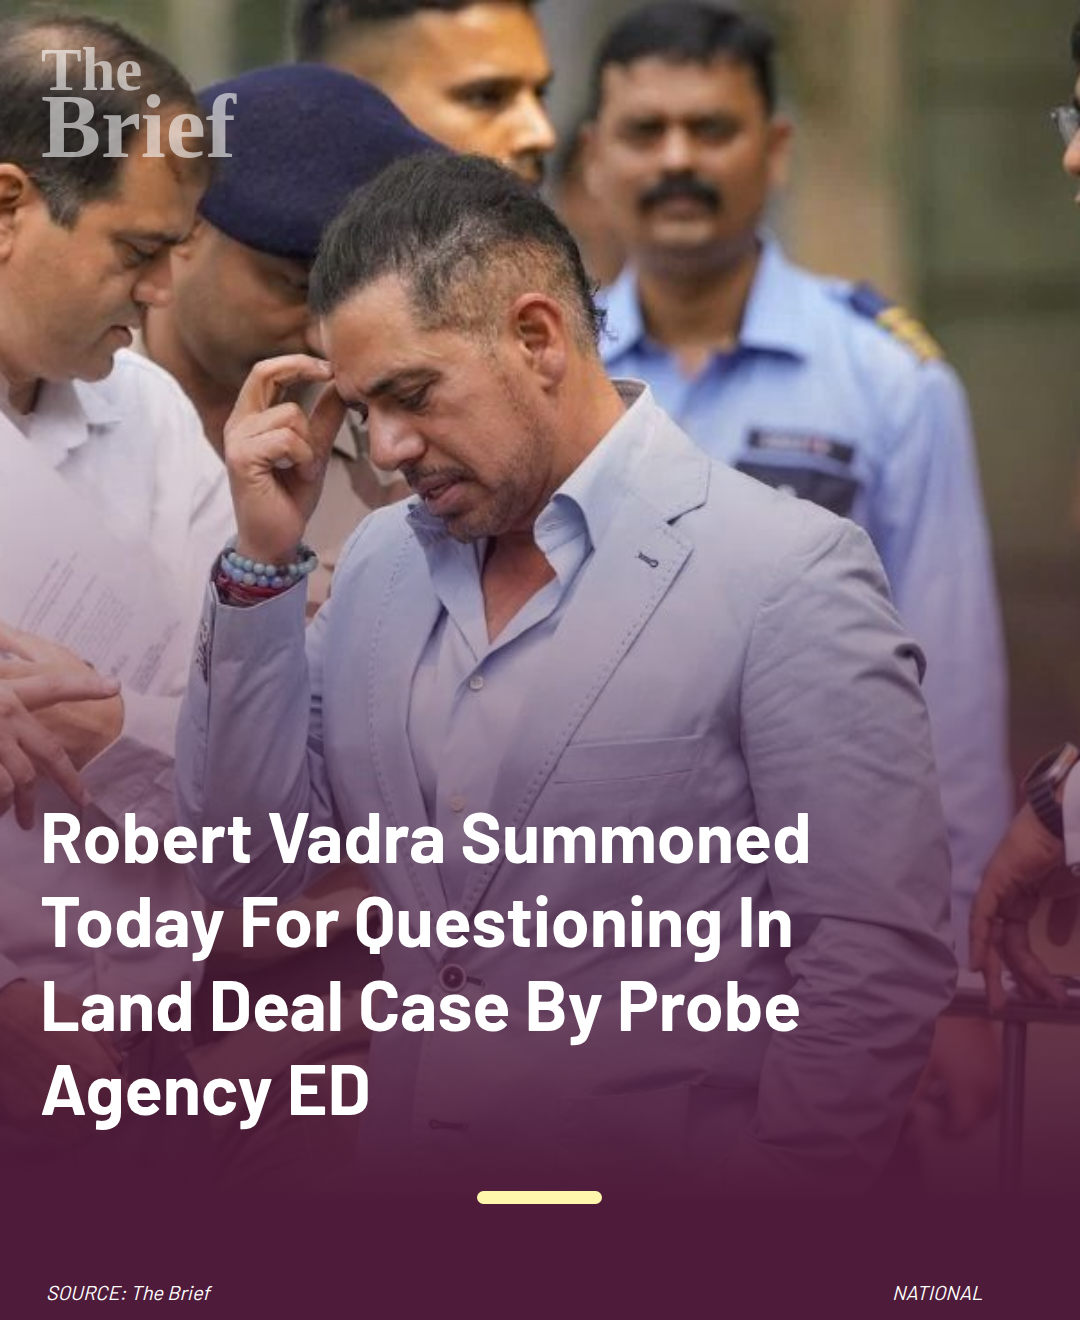 The
Brief
Robert Vadra Summoned
Today For Questioning In
Land Deal Case By Probe
Agency ED
SOURCE: The Brief
NATIONAL